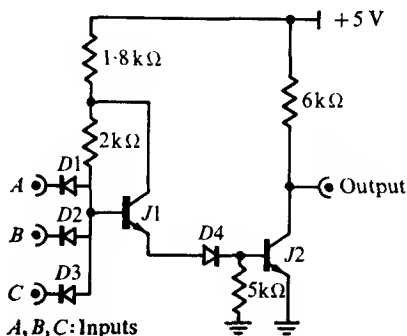 +5 V
1·8 kΩ
6 kΩ
2 kΩ
D1
A
Output
D2
J1
D4
B
J2
D3
5 kΩ
C
A, B, C: Inputs